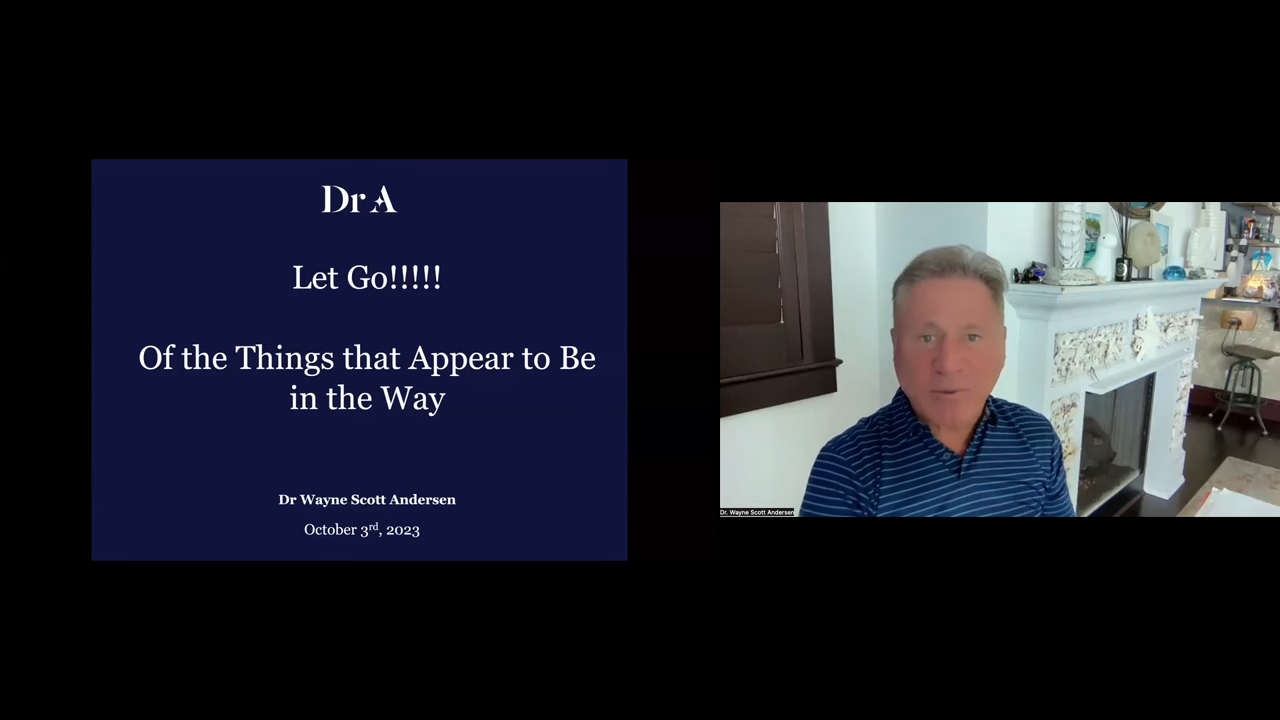 Dr A
Let Go!!!!!
Of the Things that Appear to Be
in the Way
Dr Wayne Scott Andersen
October 3rd, 2023
Dr. Wayne Scott Andersen